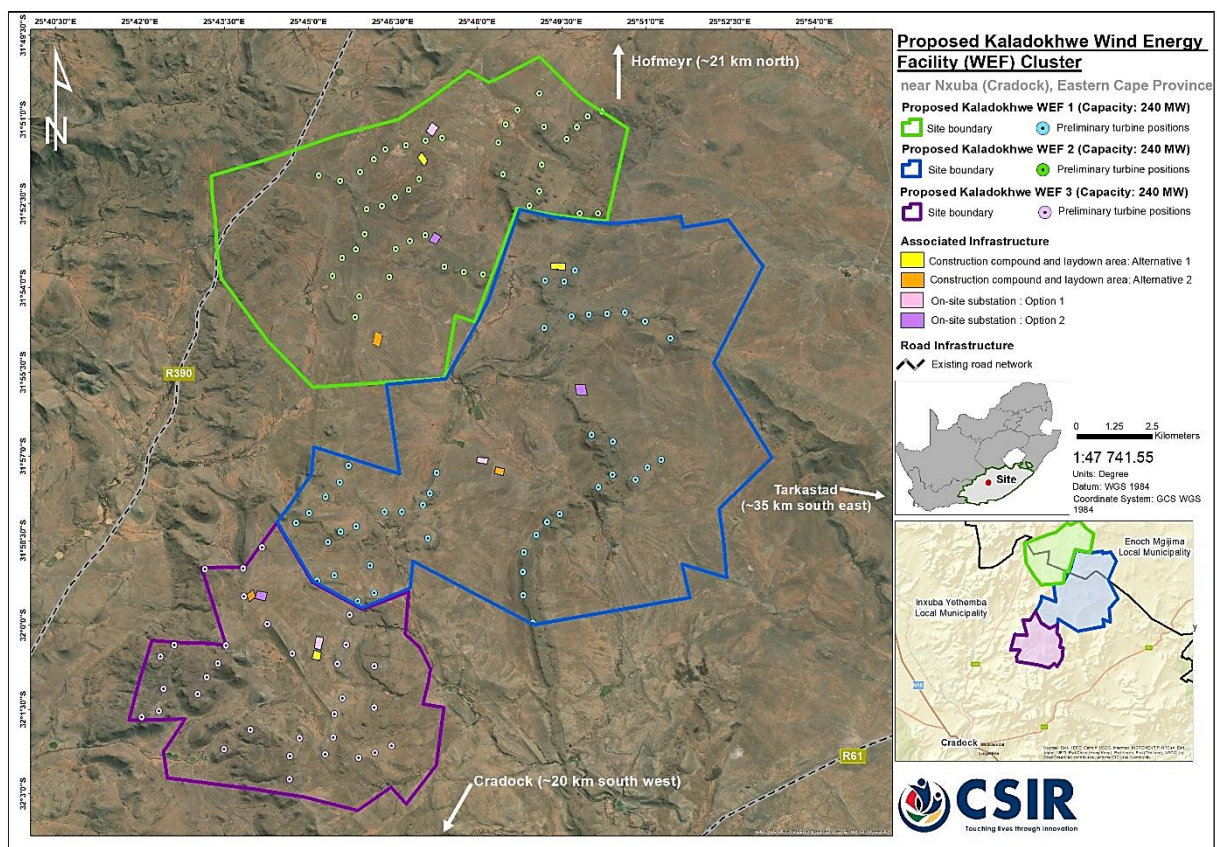 25°40'30"E 25°42'0"E 25°43'30"E 25°45'0"E 25°46'30"E 25°48'0"E 25°49'30"E 25°51'0"E 25°52'30"E 25°54'0"E
31°49'30"S
31°51'0"S
31°52'30"S
31°54'0"S
31°55'30"S
31°57'0"S
31°58'30"S
32°0'0"S
32°1'30"S
32°3'0"S
N
Hofmeyr (~21 km north)
R390
Tarkastad
(~35 km south east)
R61
Cradock (~20 km south west)
Proposed Kaladokhwe Wind Energy
Facility (WEF) Cluster
near Nxuba (Cradock), Eastern Cape Province
Proposed Kaladokhwe WEF 1 (Capacity: 240 MW)
Site boundary Preliminary turbine positions
Proposed Kaladokhwe WEF 2 (Capacity: 240 MW)
Site boundary Preliminary turbine positions
Proposed Kaladokhwe WEF 3 (Capacity: 240 MW)
Site boundary Preliminary turbine positions
Associated Infrastructure
Construction compound and laydown area: Alternative 1
Construction compound and laydown area: Alternative 2
On-site substation : Option 1
On-site substation : Option 2
Road Infrastructure
Existing road network
Site
0 1.25 2.5
Kilometers
1:47 741.55
Units: Degree
Datum: WGS 1984
Coordinate System: GCS WGS
1984
Enoch Mgijima
Local Municipality
Inxuba Yethemba
Local Municipality
N10
Cradock
CSIR
Touching lives through innovation